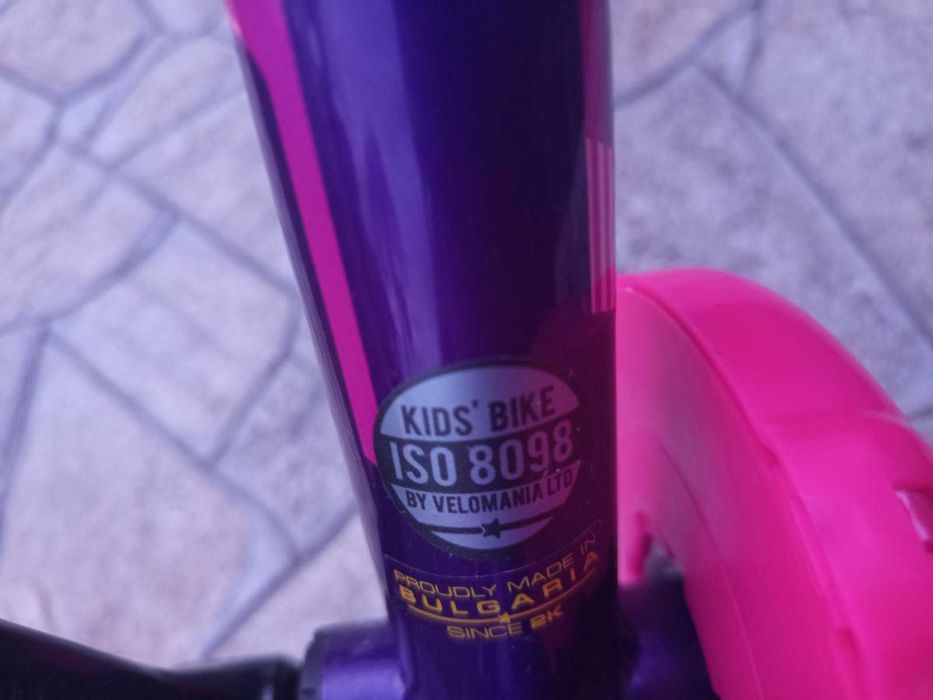 KIDS' BIKE
ISO 8098
BY VELOMANIA LTD
PROUDLY MADE IN
BULGARIA
SINCE 2K